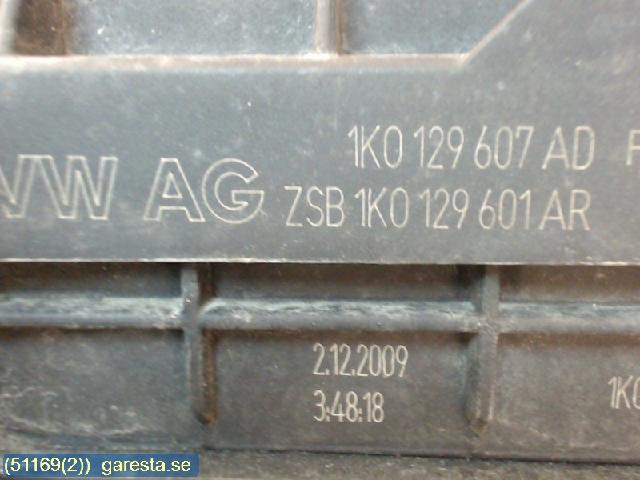 1K0 129 607 AD F
VW AG ZSB 1K0 129 601 AR
2.12.2009
3:48:18
1K0
(51169(2)) garesta.se